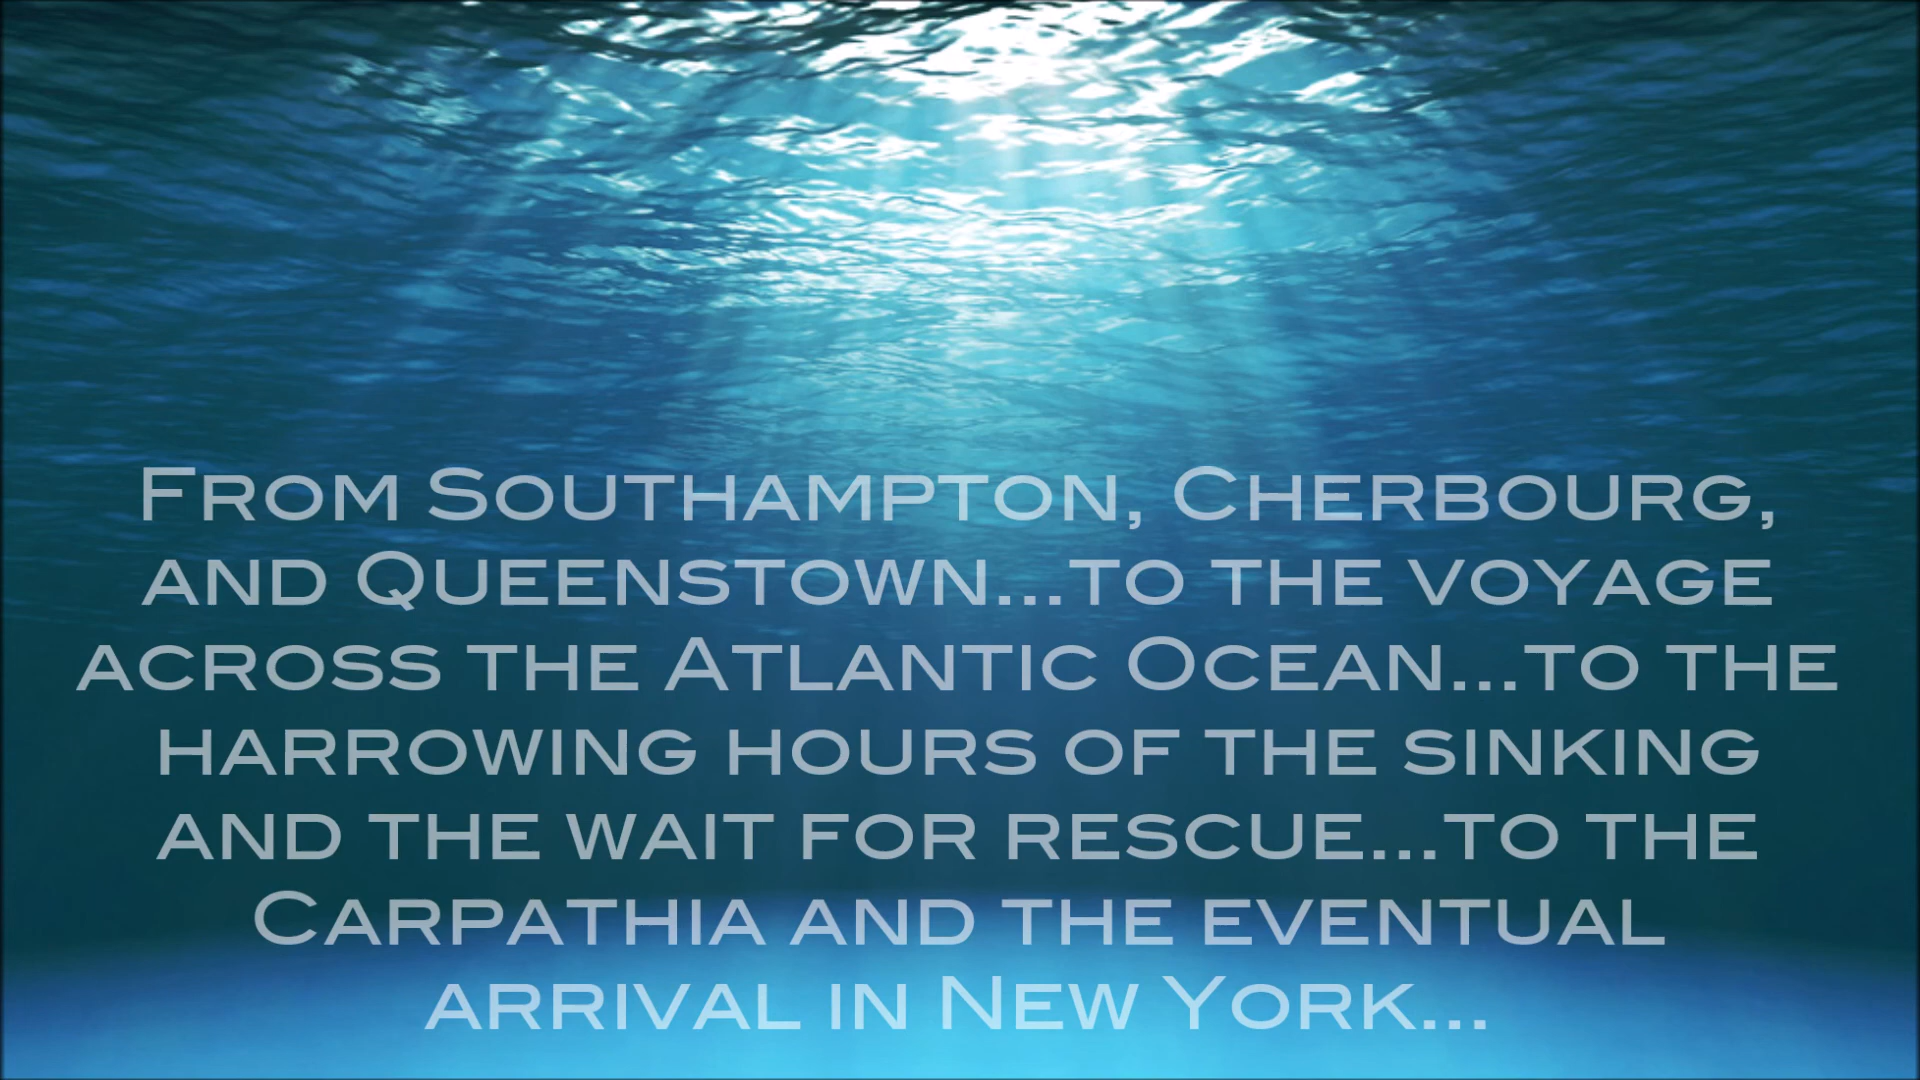 From Southampton, Cherbourg,
and Queenstown...to the voyage
across the Atlantic Ocean...to the
harrowing hours of the sinking
and the wait for rescue...to the
Carpathia and the eventual
arrival in New York...